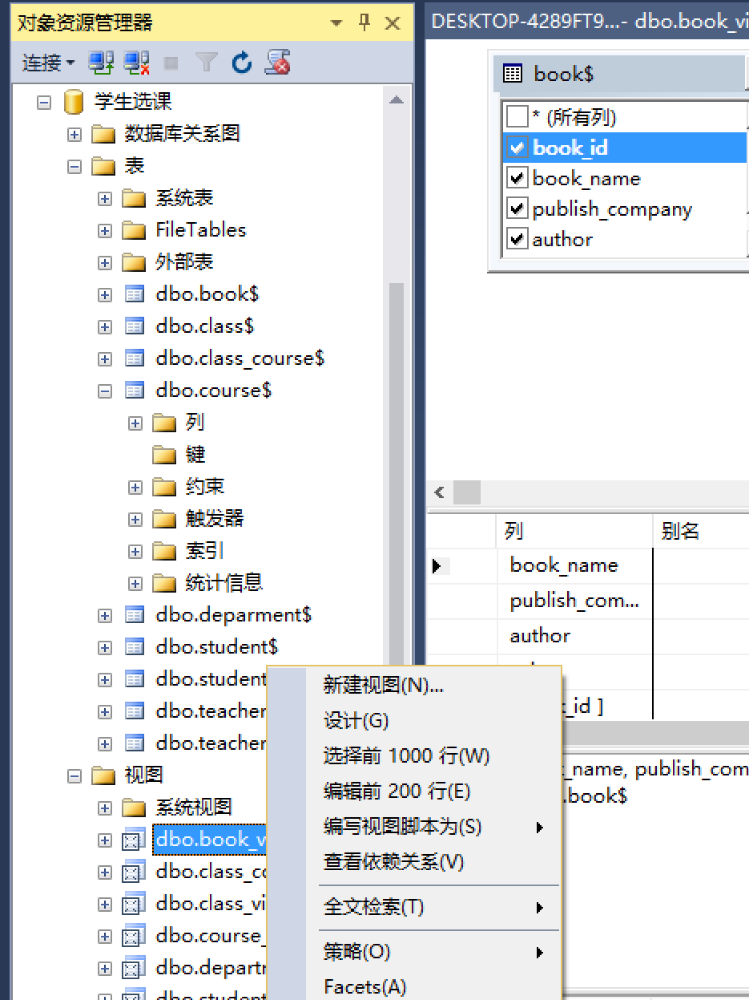 对象资源管理器
连接
学生选课
数据库关系图
表
系统表
FileTables
外部表
dbo.book$
dbo.class$
dbo.class_course$
dbo.course$
列
键
约束
触发器
索引
统计信息
dbo.deparment$
dbo.student$
dbo.student
dbo.teacher
dbo.teacher
视图
系统视图
dbo.book_v
dbo.class_co
dbo.class_vi
dbo.course_
dbo.departm
dbo.student
新建视图(N)...
设计(G)
选择前 1000 行(W)
编辑前 200 行(E)
编写视图脚本为(S)
查看依赖关系(V)
全文检索(T)
策略(O)
Facets(A)
DESKTOP-4289FT9...- dbo.book_vi
book$
* (所有列)
book_id
book_name
publish_company
author
列
别名
book_name
publish_com...
author
_id ]
_name, publish_com
.book$